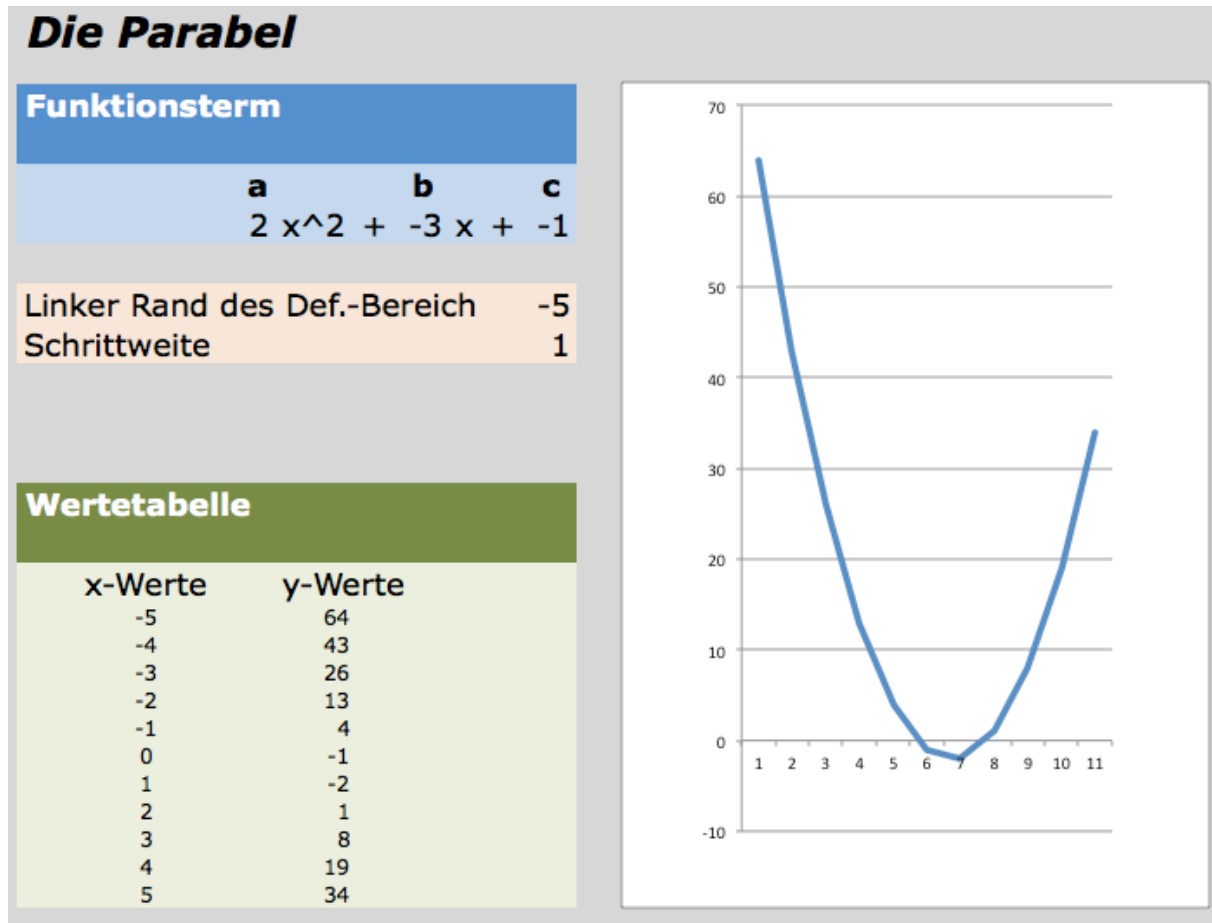 Die Parabel
Funktionsterm
a b c
2 x^2 + -3 x + -1
Linker Rand des Def.-Bereich -5
Schrittweite 1
Wertetabelle
x-Werte y-Werte
-5 64
-4 43
-3 26
-2 13
-1 4
0 -1
1 -2
2 1
3 8
4 19
5 34
70
60
50
40
30
20
10
0
1 2 3 4 5 6 7 8 9 10 11
-10